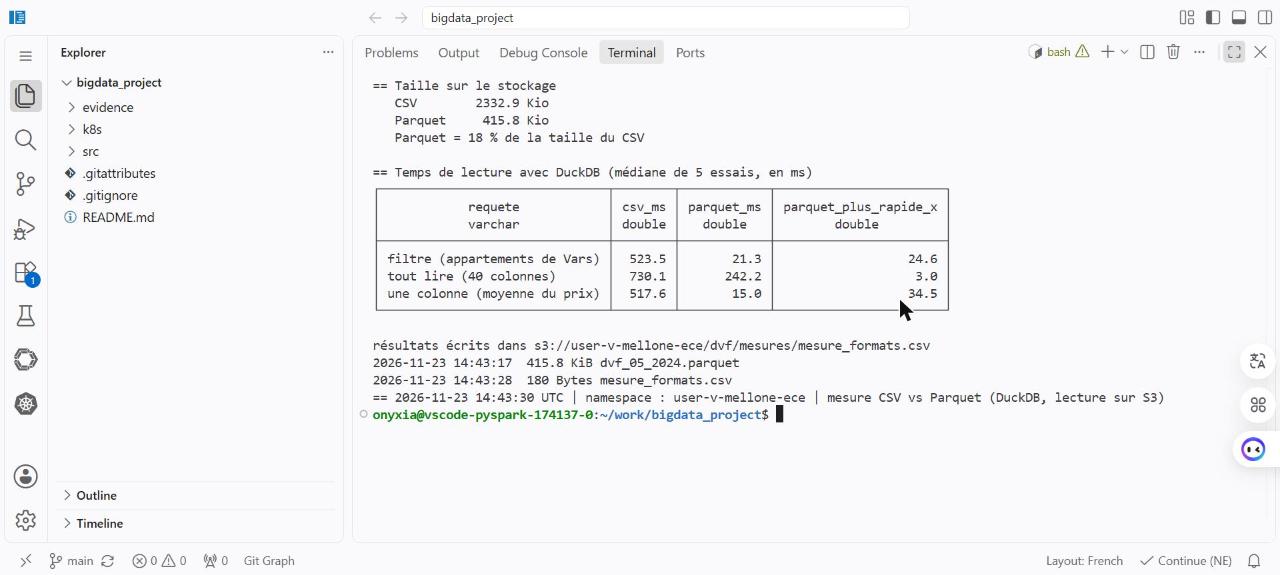 bigdata_project
Explorer
Problems Output Debug Console Terminal Ports
bash
bigdata_project
evidence
k8s
src
.gitattributes
.gitignore
README.md
1
Outline
Timeline
== Taille sur le stockage
CSV 2332.9 Kio
Parquet 415.8 Kio
Parquet = 18 % de la taille du CSV
== Temps de lecture avec DuckDB (médiane de 5 essais, en ms)
requete csv_ms parquet_ms parquet_plus_rapide_x
varchar double double double
filtre (appartements de Vars) 523.5 21.3 24.6
tout lire (40 colonnes) 730.1 242.2 3.0
une colonne (moyenne du prix) 517.6 15.0 34.5
résultats écrits dans s3://user-v-mellone-ece/dvf/mesures/mesure_formats.csv
2026-11-23 14:43:17 415.8 KiB dvf_05_2024.parquet
2026-11-23 14:43:28 180 Bytes mesure_formats.csv
== 2026-11-23 14:43:30 UTC | namespace : user-v-mellone-ece | mesure CSV vs Parquet (DuckDB, lecture sur S3)
onyxia@vscode-pyspark-174137-0:~/work/bigdata_project$
main 0 0 0 Git Graph Layout: French Continue (NE)